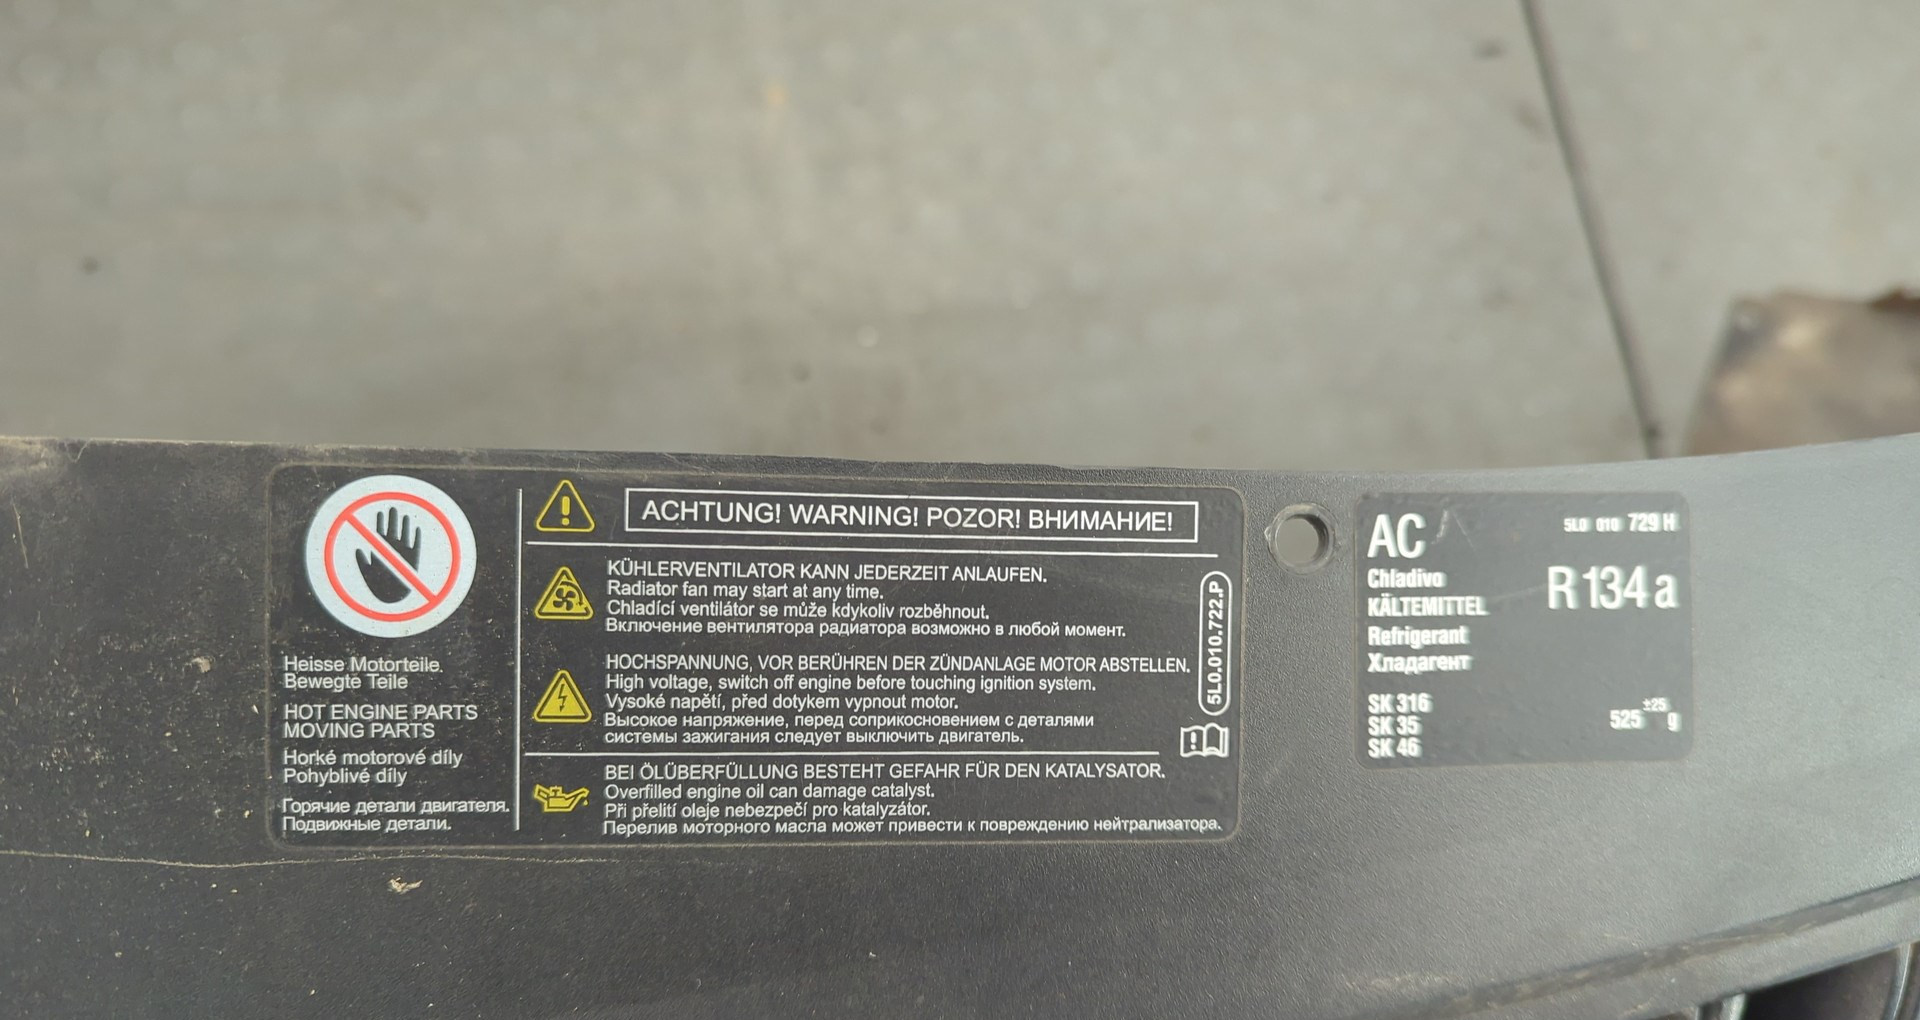 Heisse Motorteile.
Bewegte Teile
HOT ENGINE PARTS
MOVING PARTS
Horké motorové díly
Pohyblivé díly
Горячие детали двигателя.
Подвижные детали.
ACHTUNG! WARNING! POZOR! ВНИМАНИЕ!
KÜHLERVENTILATOR KANN JEDERZEIT ANLAUFEN.
Radiator fan may start at any time.
Chladící ventilátor se může kdykoliv rozběhnout.
Включение вентилятора радиатора возможно в любой момент.
HOCHSPANNUNG, VOR BERÜHREN DER ZÜNDANLAGE MOTOR ABSTELLEN.
High voltage, switch off engine before touching ignition system.
Vysoké napětí, před dotykem vypnout motor.
Высокое напряжение, перед соприкосновением с деталями
системы зажигания следует выключить двигатель.
BEI ÖLÜBERFÜLLUNG BESTEHT GEFAHR FÜR DEN KATALYSATOR.
Overfilled engine oil can damage catalyst.
Při přelití oleje nebezpečí pro katalyzátor.
Перелив моторного масла может привести к повреждению нейтрализатора.
5L0.010.722.P
AC 5L0 010 729 H
Chladivo R 134 a
KÄLTEMITTEL
Refrigerant
Хладагент
SK 316
SK 35 525 ±25 g
SK 46